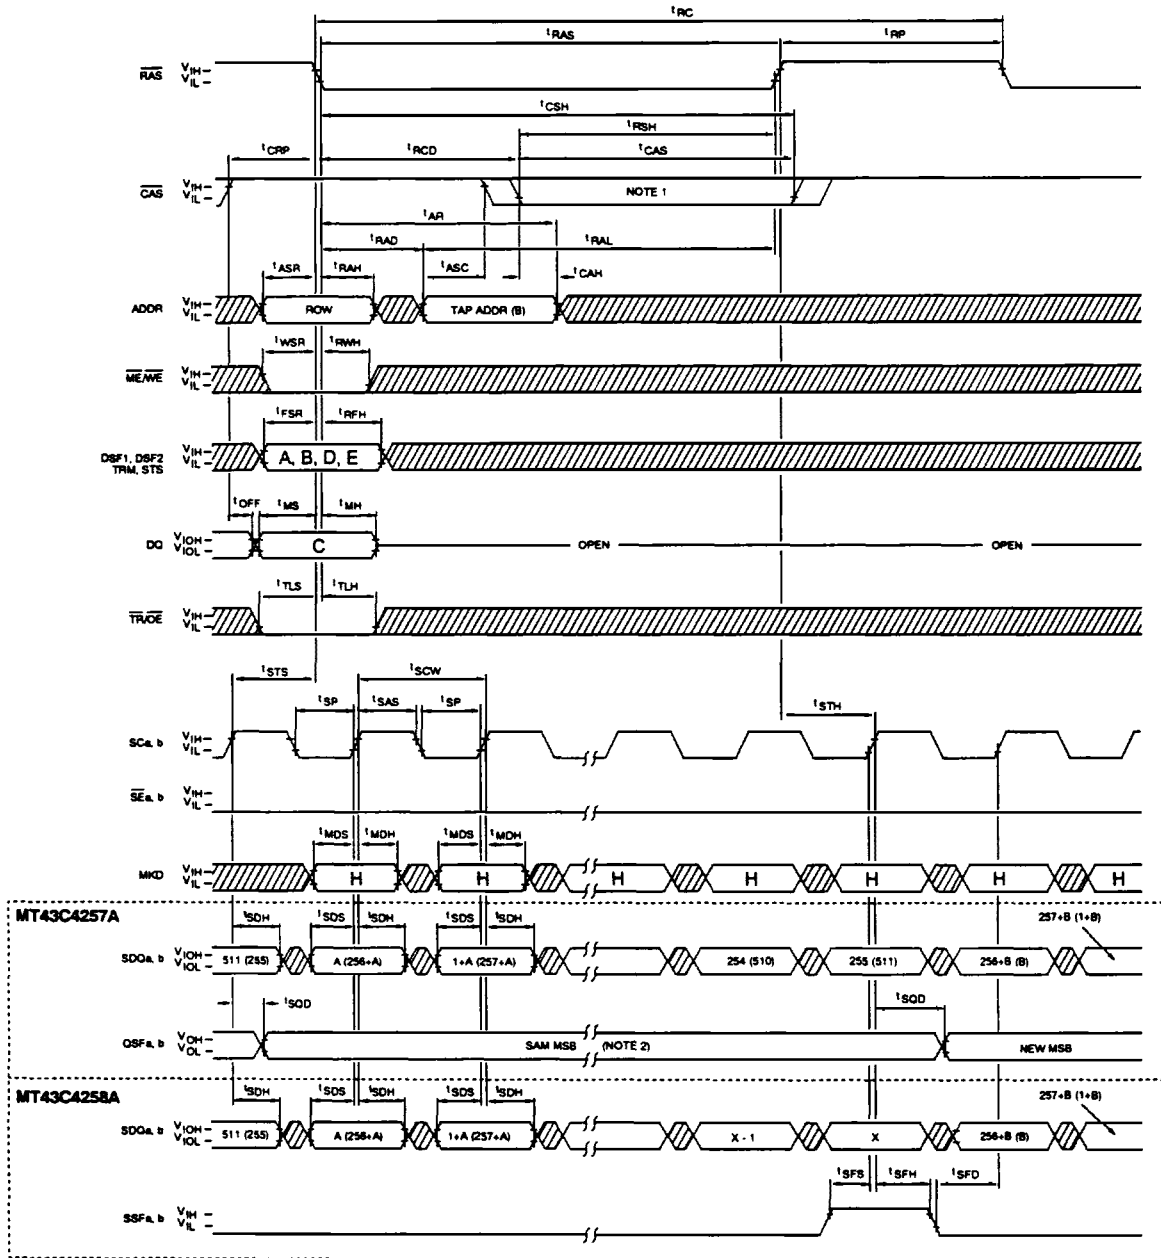 tRC
tRAS tRP
RAS VIH VIL
tCSH
tRSH
tCRP tRCD tCAS
CAS VIH VIL NOTE 1
tAR
tRAD tRAL
tASR tRAH tASC tCAH
ADDR VIH VIL ROW TAP ADDR (B)
tWSR tRWH
ME/WE VIH VIL
tFSR tRFH
DSF1, DSF2 TRM, STS VIH VIL A, B, D, E
tOFF tMS tMH
DQ VIOH VIOL C OPEN OPEN
tTLS tTLH
TR/OE VIH VIL
tSTS tSCW
tSP tSAS tSP tSTH
SCa, b VIH VIL
SEa, b VIH VIL
tMDS tMDH tMDS tMDH
MKD VIH VIL H H H H H H H
MT43C4257A
tSDH tSDS tSDH tSDS tSDH 257+B (1+B)
SDQa, b VIOH VIOL 511 (255) A (256+A) 1+A (257+A) 254 (510) 255 (511) 256+B (B)
tSQD tSQD
QSFa, b VOH VOL SAM MSB (NOTE 2) NEW MSB
MT43C4258A
tSDH tSDS tSDH tSDS tSDH 257+B (1+B)
SDQa, b VIOH VIOL 511 (255) A (256+A) 1+A (257+A) X - 1 X 256+B (B)
tSFS tSFH tSFD
SSFa, b VIH VIL